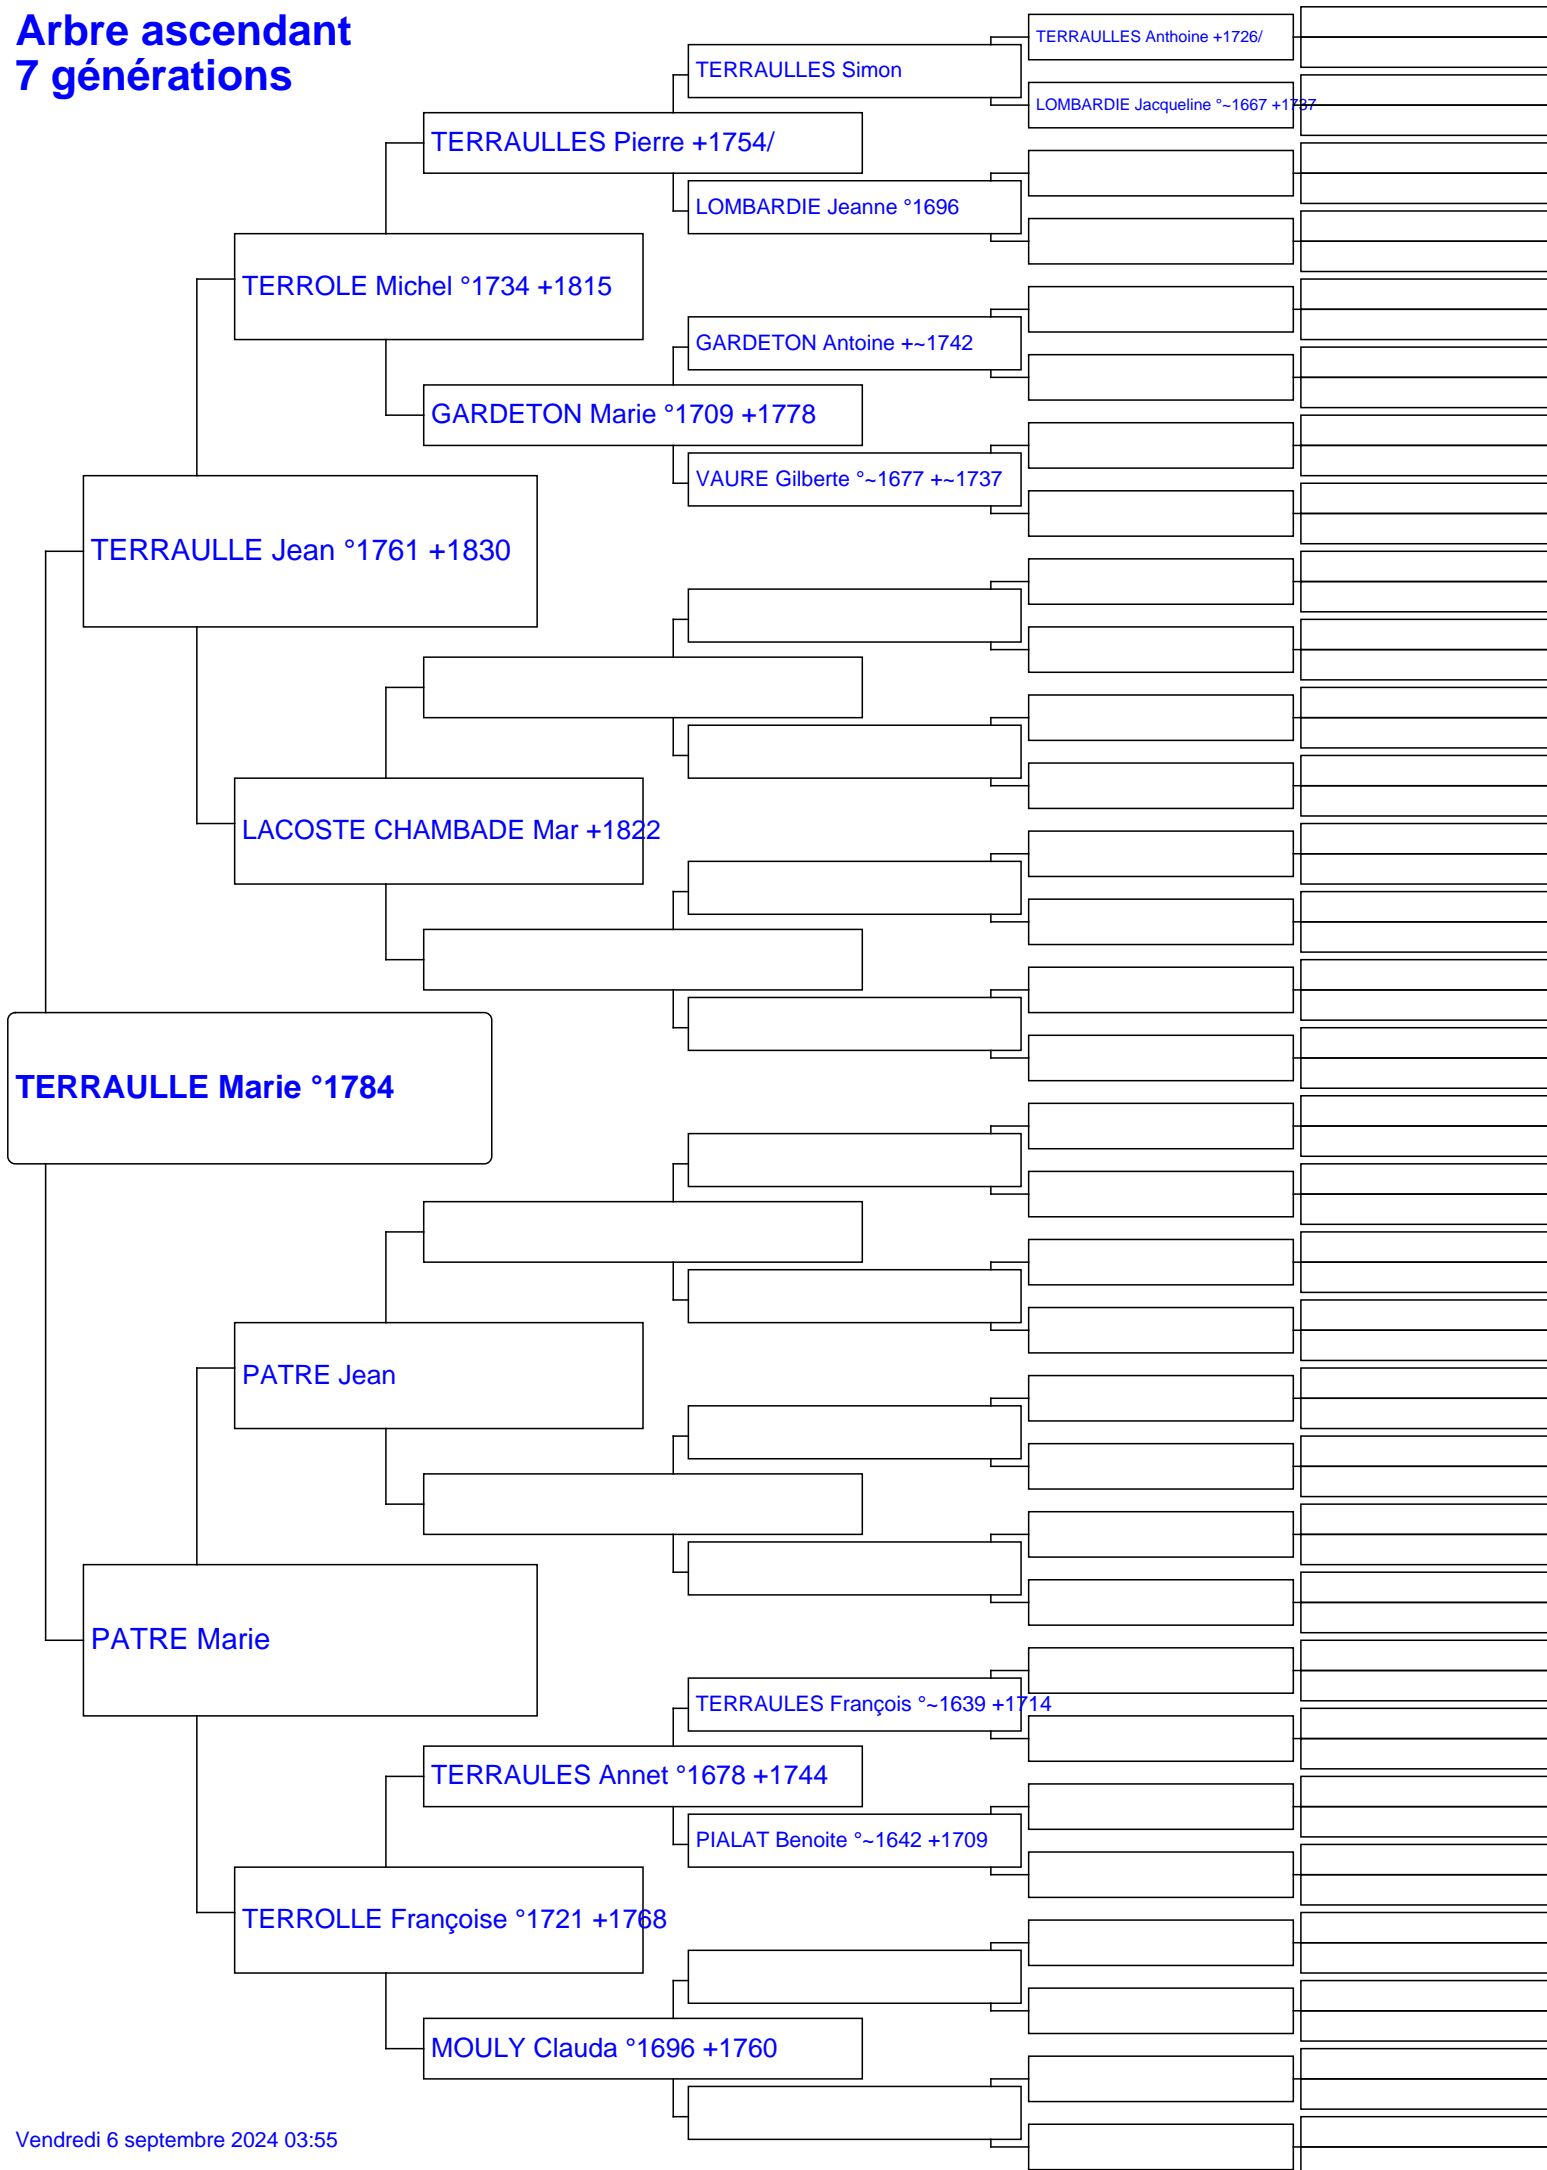 Arbre ascendant
7 générations
TERRAULLES Anthoine +1726/
TERRAULLES Simon
LOMBARDIE Jacqueline °~1667 +1737
TERRAULLES Pierre +1754/
LOMBARDIE Jeanne °1696
TERROLE Michel °1734 +1815
GARDETON Antoine +~1742
GARDETON Marie °1709 +1778
VAURE Gilberte °~1677 +~1737
TERRAULLE Jean °1761 +1830
LACOSTE CHAMBADE Mar +1822
TERRAULLE Marie °1784
PATRE Jean
PATRE Marie
TERRAULES François °~1639 +1714
TERRAULES Annet °1678 +1744
PIALAT Benoite °~1642 +1709
TERROLLE Françoise °1721 +1768
MOULY Clauda °1696 +1760
Vendredi 6 septembre 2024 03:55